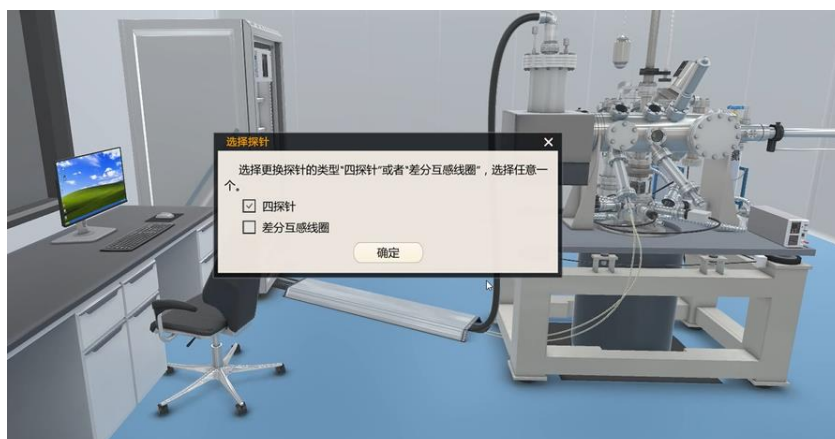 选择探针
选择更换探针的类型“四探针”或者“差分互感线圈”，选择任意一
个。
四探针
差分互感线圈
确定